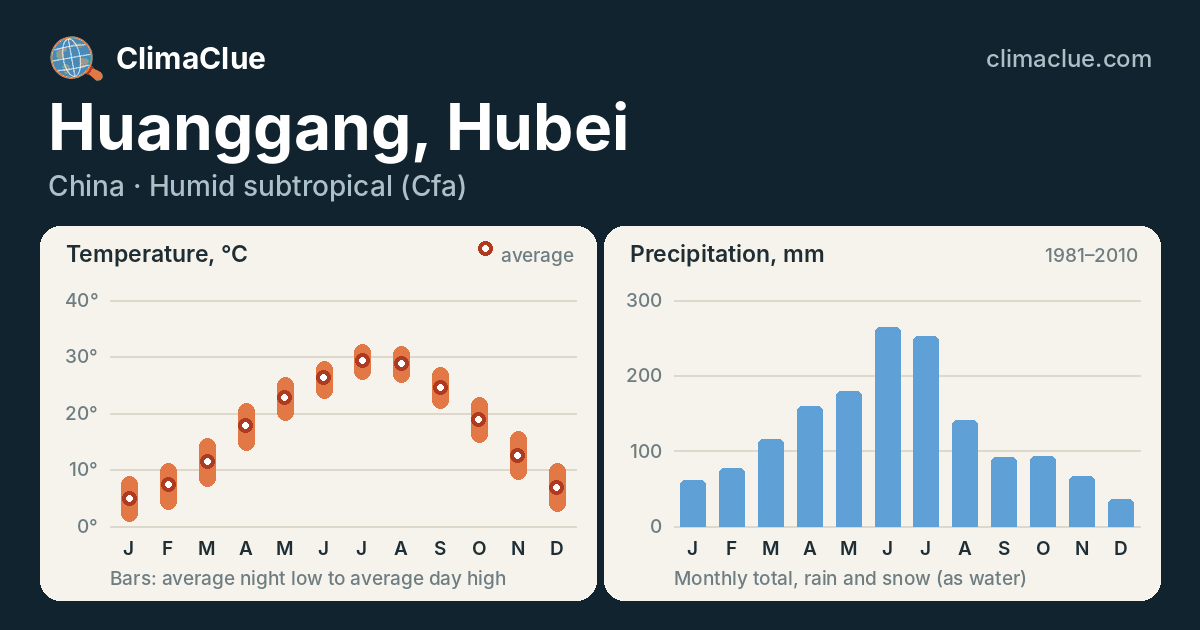 ClimaClue
climaclue.com
Huanggang, Hubei
China · Humid subtropical (Cfa)
Temperature, °C
average
40°
30°
20°
10°
0°
J F M A M J J A S O N D
Bars: average night low to average day high
Precipitation, mm
1981–2010
300
200
100
0
J F M A M J J A S O N D
Monthly total, rain and snow (as water)